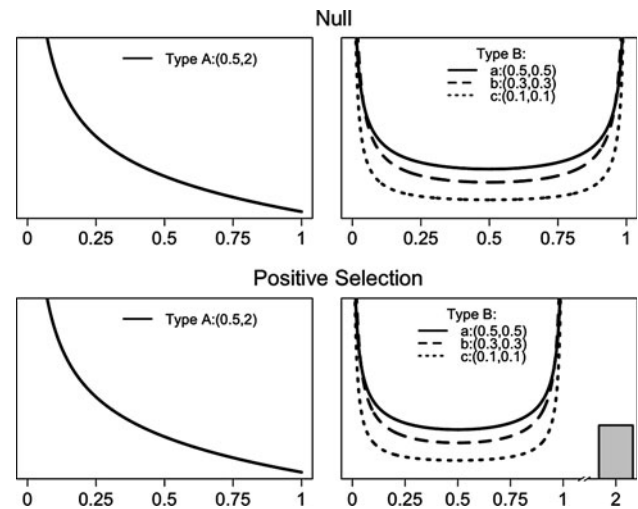 Null
Type A:(0.5,2)
0 0.25 0.5 0.75 1
Type B:
a:(0.5,0.5)
b:(0.3,0.3)
c:(0.1,0.1)
0 0.25 0.5 0.75 1
Positive Selection
Type A:(0.5,2)
0 0.25 0.5 0.75 1
Type B:
a:(0.5,0.5)
b:(0.3,0.3)
c:(0.1,0.1)
0 0.25 0.5 0.75 1 2